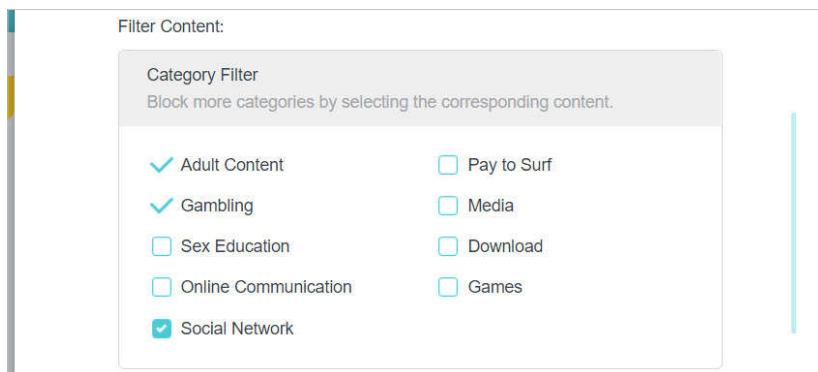 Filter Content:
Category Filter
Block more categories by selecting the corresponding content.
Adult Content
Pay to Surf
Gambling
Media
Sex Education
Download
Online Communication
Games
Social Network